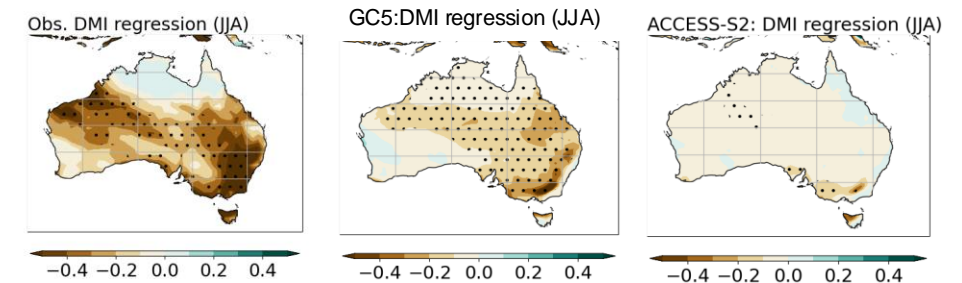 Obs. DMI regression (JJA)
GC5:DMI regression (JJA)
ACCESS-S2: DMI regression (JJA)
−0.4 −0.2 0.0 0.2 0.4
−0.4 −0.2 0.0 0.2 0.4
−0.4 −0.2 0.0 0.2 0.4